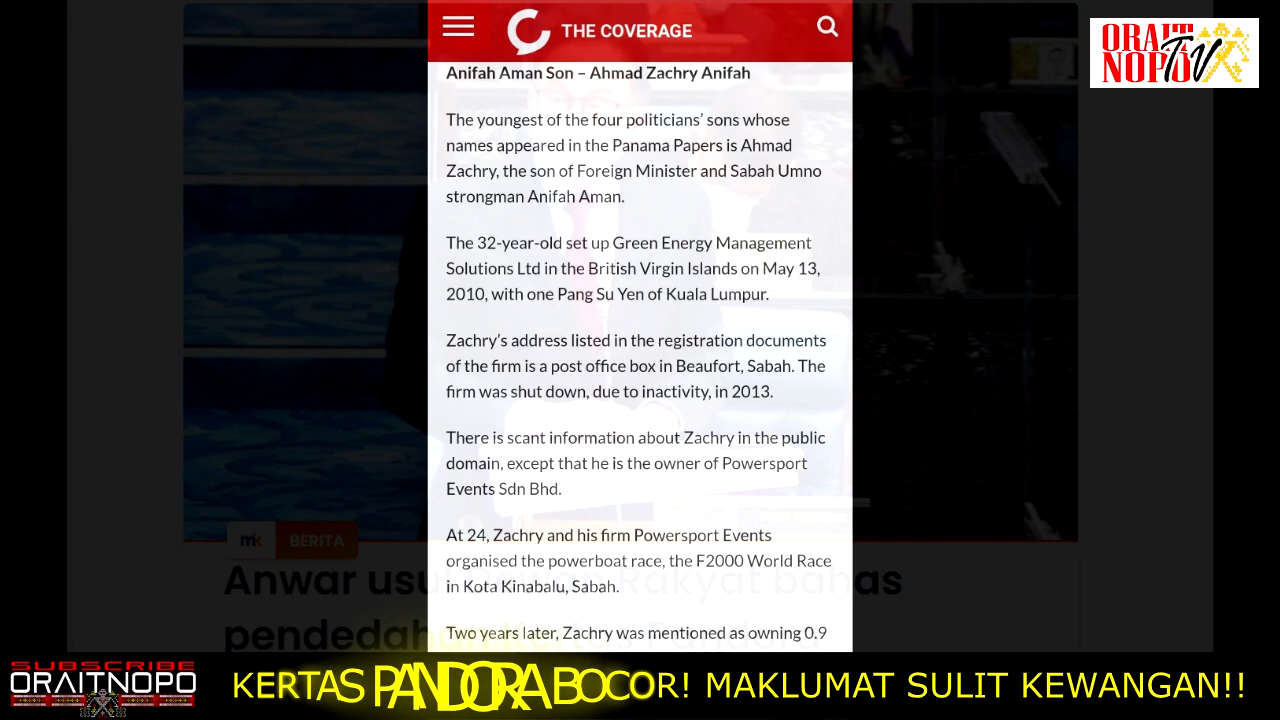 THE COVERAGE
ORAIT
NOPO TV
Anifah Aman Son – Ahmad Zachry Anifah
The youngest of the four politicians’ sons whose
names appeared in the Panama Papers is Ahmad
Zachry, the son of Foreign Minister and Sabah Umno
strongman Anifah Aman.
The 32-year-old set up Green Energy Management
Solutions Ltd in the British Virgin Islands on May 13,
2010, with one Pang Su Yen of Kuala Lumpur.
Zachry’s address listed in the registration documents
of the firm is a post office box in Beaufort, Sabah. The
firm was shut down, due to inactivity, in 2013.
There is scant information about Zachry in the public
domain, except that he is the owner of Powersport
Events Sdn Bhd.
At 24, Zachry and his firm Powersport Events
organised the powerboat race, the F2000 World Race
in Kota Kinabalu, Sabah.
Two years later, Zachry was mentioned as owning 0.9
mk BERITA
Anwar Rakyat bahas
SUBSCRIBE
ORAITNOPO
KERTAS PANDORA BOCOR! MAKLUMAT SULIT KEWANGAN!!